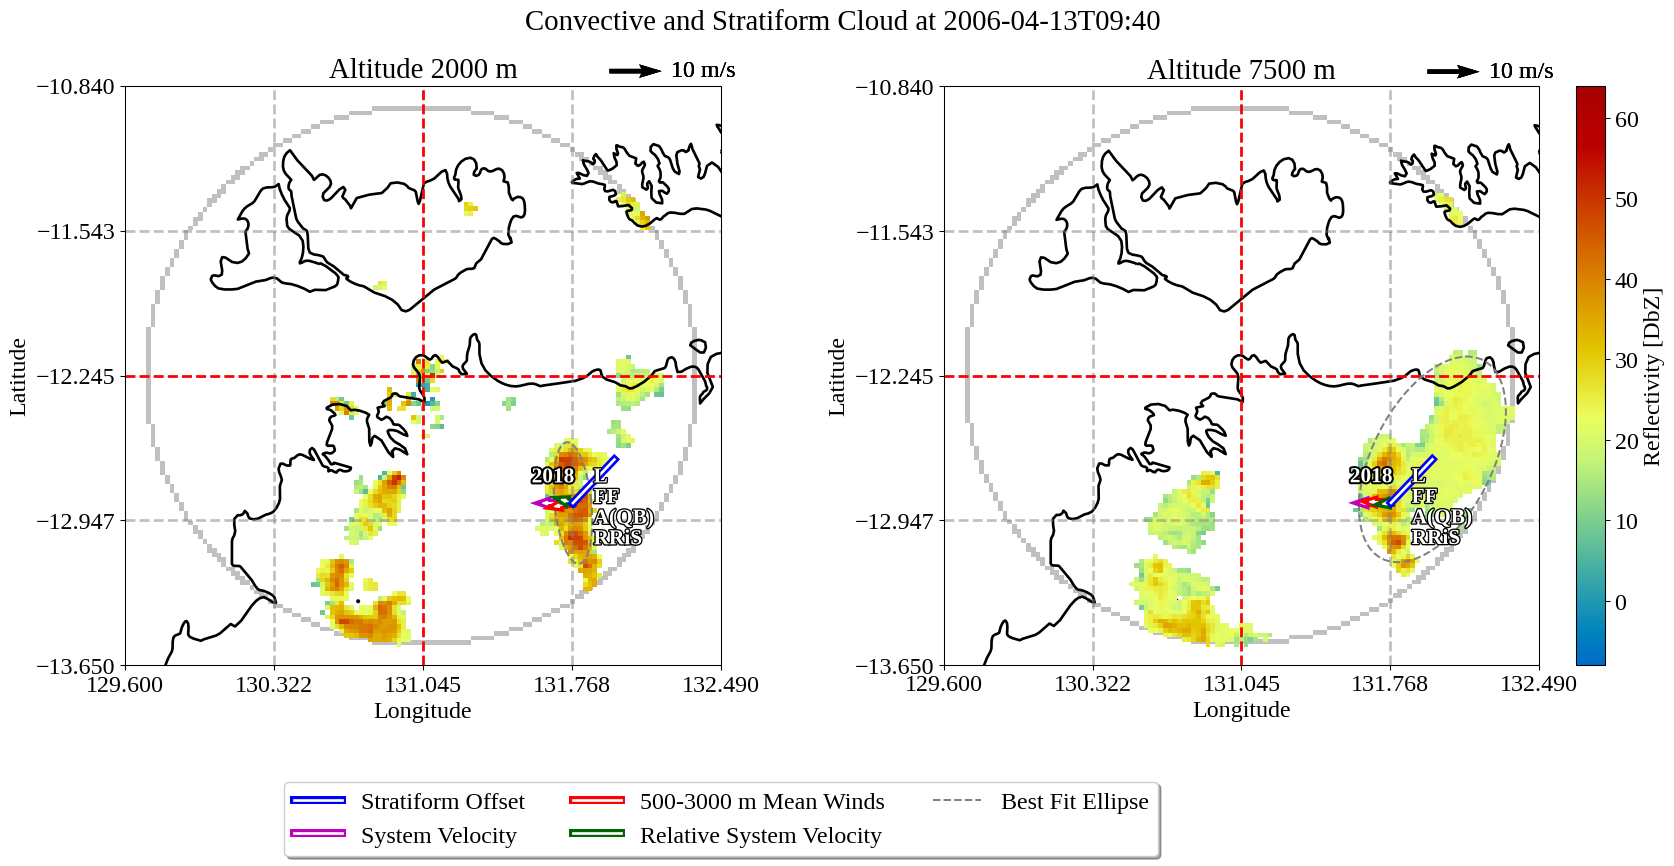 Convective and Stratiform Cloud at 2006-04-13T09:40
Altitude 2000 m
10 m/s
−10.840
−11.543
−12.245
−12.947
−13.650
Latitude
129.600
130.322
131.045
131.768
132.490
Longitude
2018
L
FF
A(QB)
RRiS
Altitude 7500 m
10 m/s
−10.840
−11.543
−12.245
−12.947
−13.650
Latitude
129.600
130.322
131.045
131.768
132.490
Longitude
2018
L
FF
A(QB)
RRiS
60
50
40
30
20
10
0
Reflectivity [DbZ]
Stratiform Offset
System Velocity
500-3000 m Mean Winds
Relative System Velocity
Best Fit Ellipse